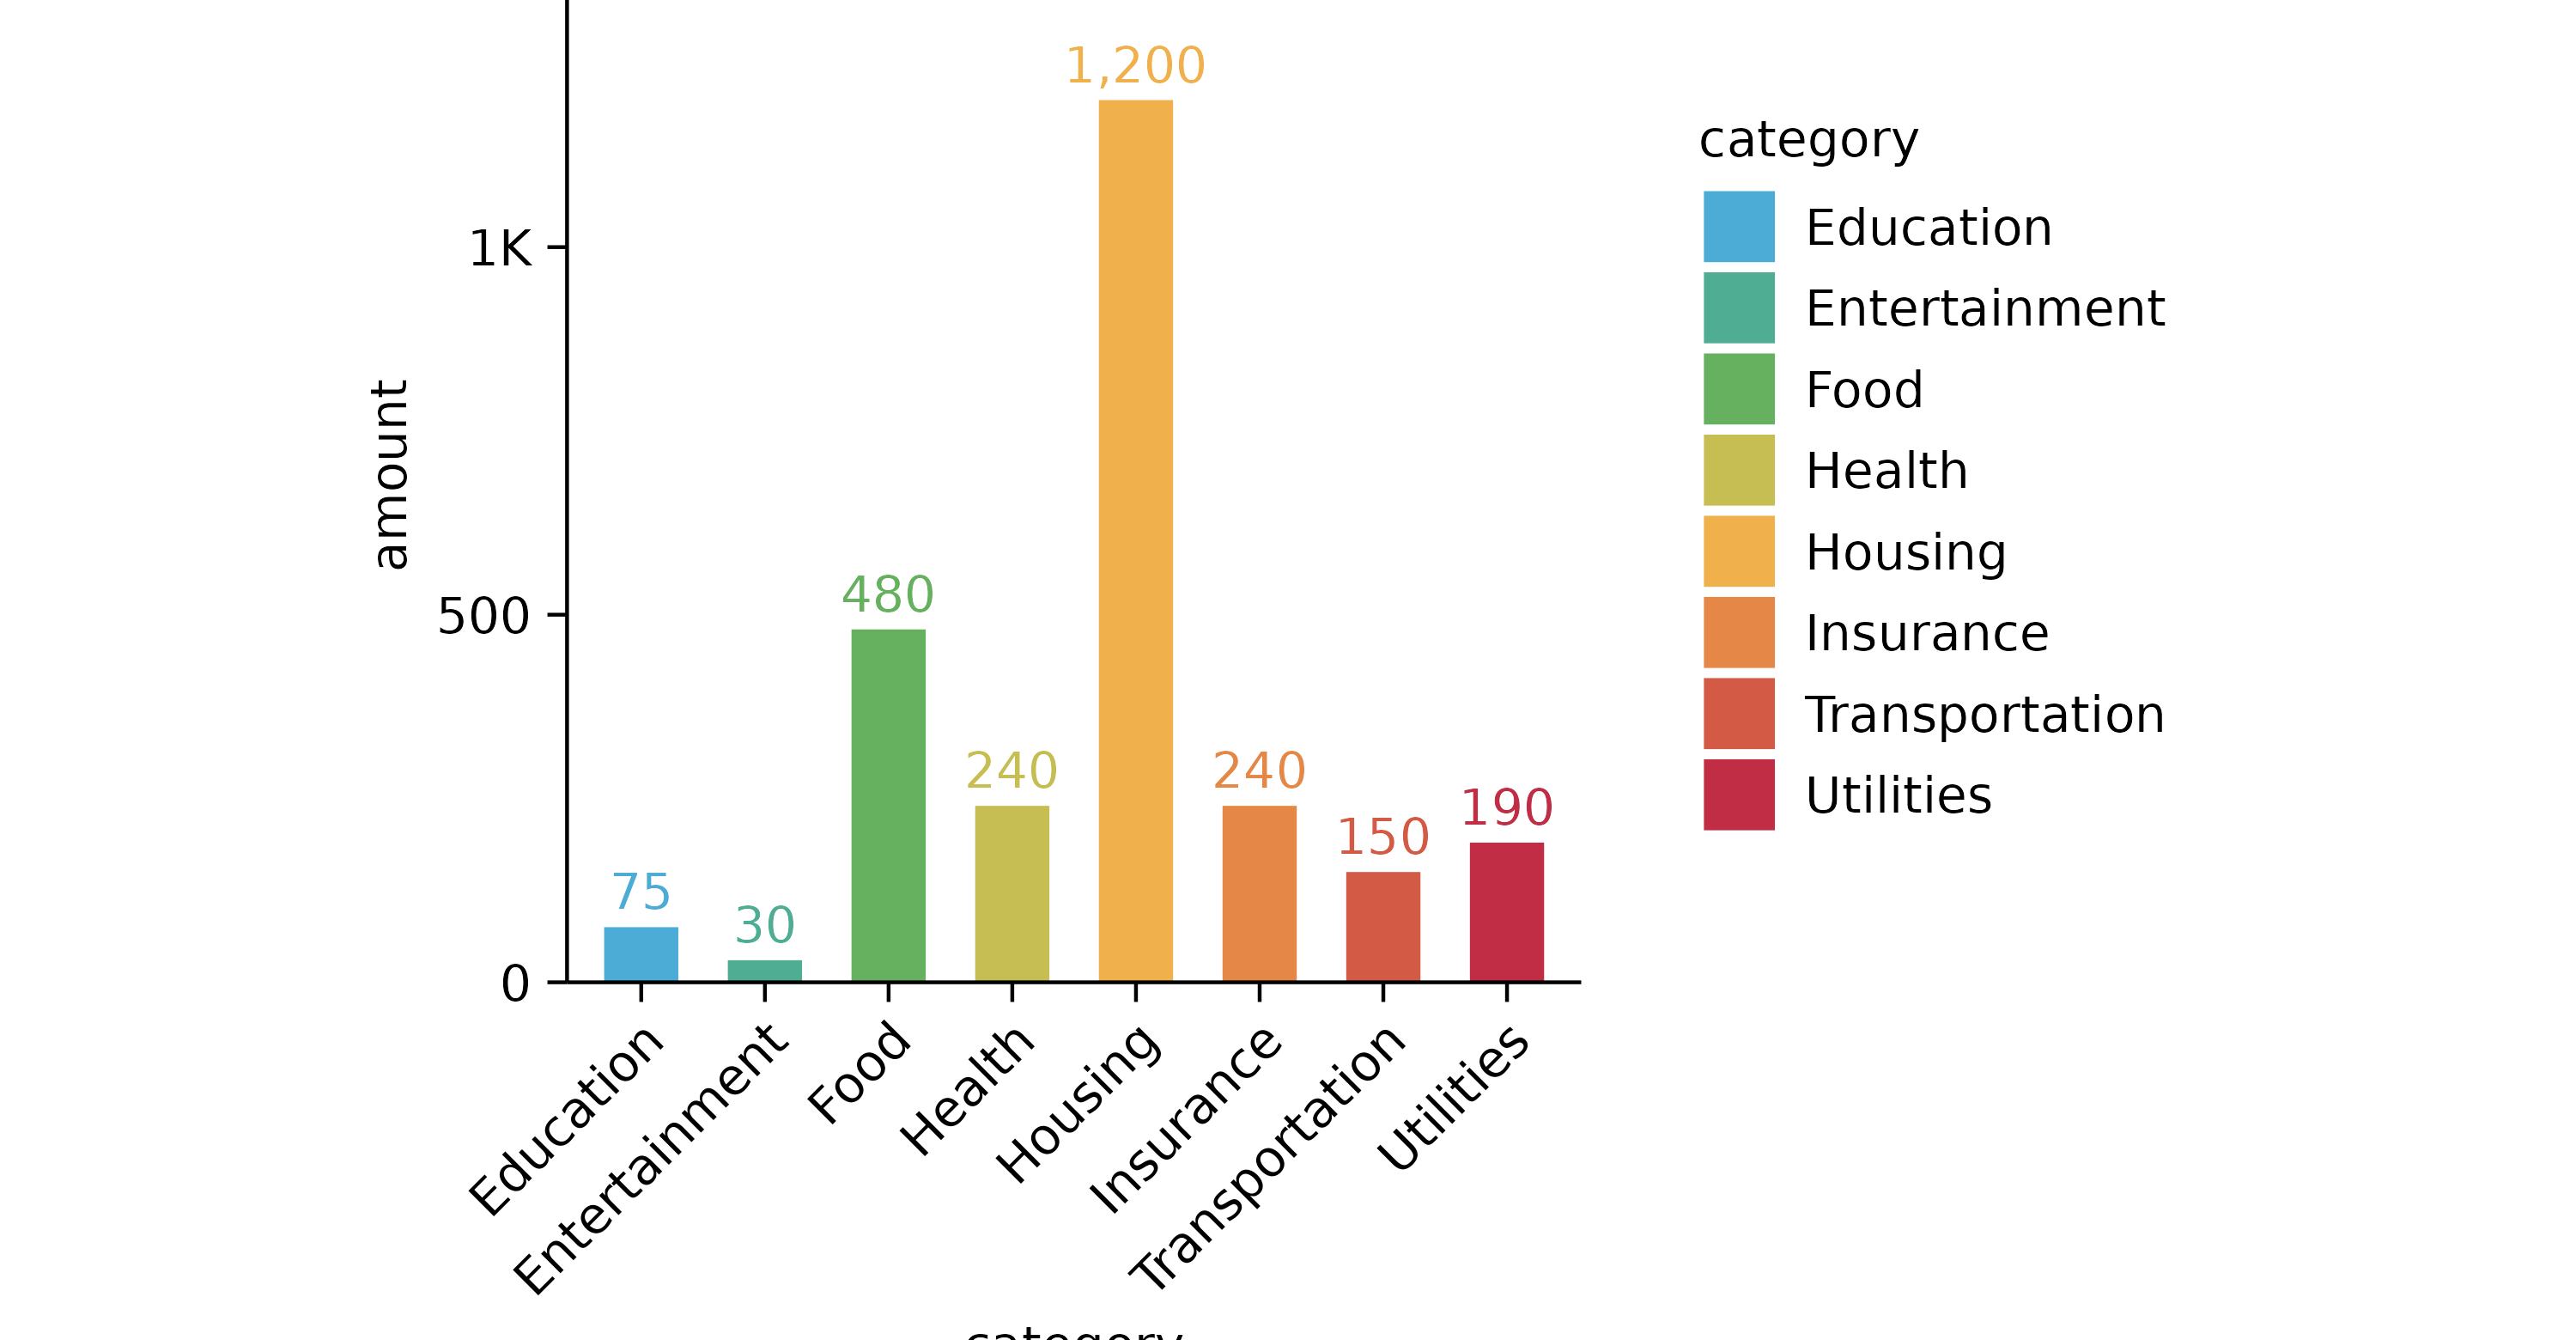 1,200
1K
amount
500
0
480
240
240
190
150
75
30
Education
Entertainment
Food
Health
Housing
Insurance
Transportation
Utilities
category
category
Education
Entertainment
Food
Health
Housing
Insurance
Transportation
Utilities